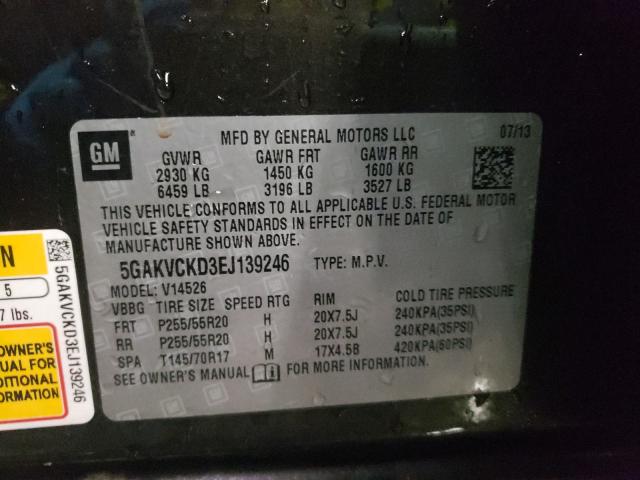 GM
MFD BY GENERAL MOTORS LLC 07/13
GVWR GAWR FRT GAWR RR
2930 KG 1450 KG 1600 KG
6459 LB 3196 LB 3527 LB
THIS VEHICLE CONFORMS TO ALL APPLICABLE U.S. FEDERAL MOTOR
VEHICLE SAFETY STANDARDS IN EFFECT ON THE DATE OF
MANUFACTURE SHOWN ABOVE.
5GAKVCKD3EJ139246 TYPE: M.P.V.
MODEL: V14526
VBBG TIRE SIZE SPEED RTG RIM COLD TIRE PRESSURE
FRT P255/55R20 H 20X7.5J 240KPA(35PSI)
RR P255/55R20 H 20X7.5J 240KPA(35PSI)
SPA T145/70R17 M 17X4.5B 420KPA(60PSI)
SEE OWNER'S MANUAL FOR MORE INFORMATION.
N
5
7 lbs.
OWNER'S
UAL FOR
DITIONAL
RMATION
5GAKVCKD3EJ139246